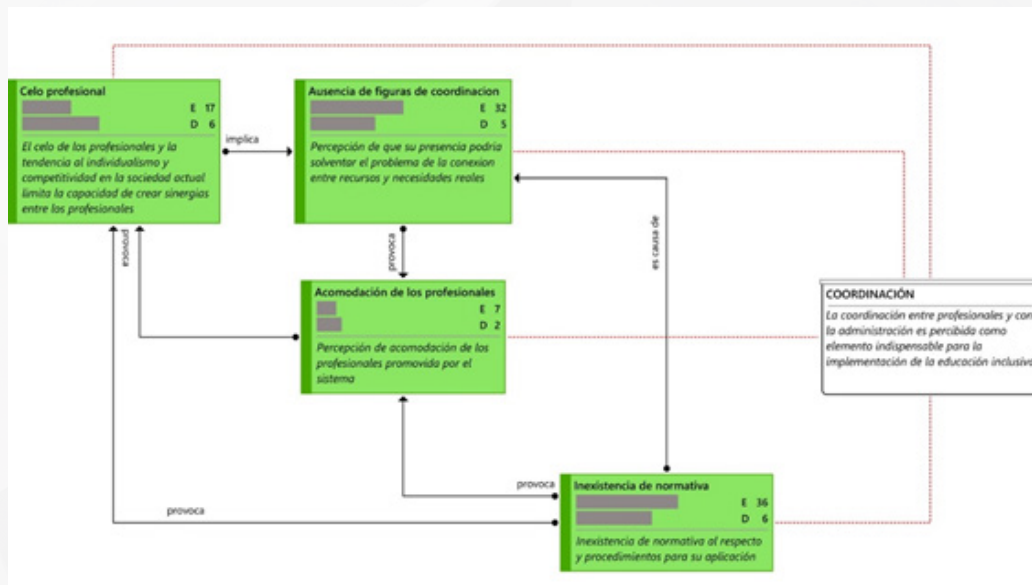 Celo profesional
E 17
D 6
El celo de los profesionales y la
tendencia al individualismo y
competitividad en la sociedad actual
limita la capacidad de crear sinergias
entre los profesionales
implica
Ausencia de figuras de coordinacion
E 32
D 5
Percepción de que su presencia podría
solventar el problema de la conexion
entre recursos y necesidades reales
provoca
provoca
es causa de
Acomodación de los profesionales
E 7
D 2
Percepción de acomodación de los
profesionales promovida por el
sistema
COORDINACIÓN
La coordinación entre profesionales y con
la administración es percibida como
elemento indispensable para la
implementación de la educación inclusiva
provoca
provoca
Inexistencia de normativa
E 36
D 6
Inexistencia de normativa al respecto
y procedimientos para su aplicación